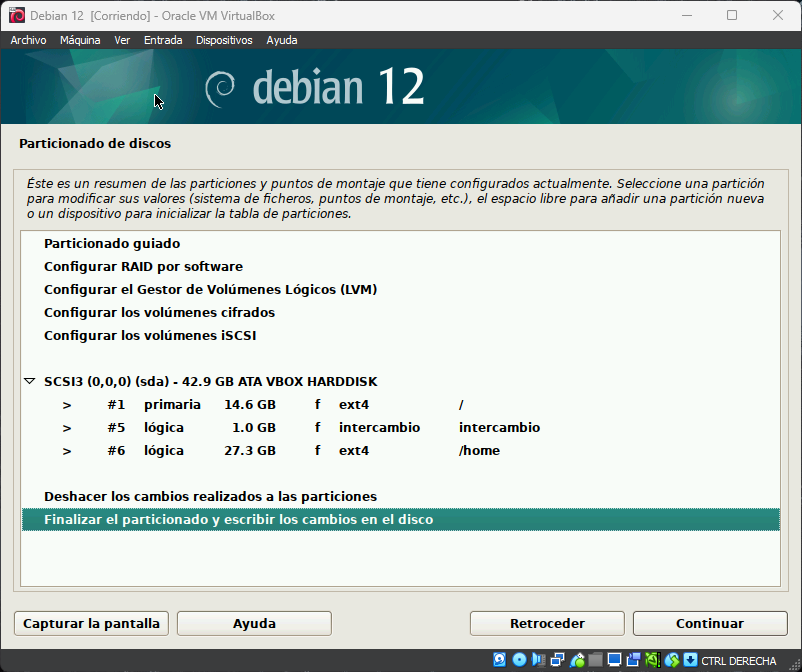 Debian 12 [Corriendo] - Oracle VM VirtualBox
Archivo Máquina Ver Entrada Dispositivos Ayuda
debian 12
Particionado de discos
Éste es un resumen de las particiones y puntos de montaje que tiene configurados actualmente. Seleccione una partición
para modificar sus valores (sistema de ficheros, puntos de montaje, etc.), el espacio libre para añadir una partición nueva
o un dispositivo para inicializar la tabla de particiones.
Particionado guiado
Configurar RAID por software
Configurar el Gestor de Volúmenes Lógicos (LVM)
Configurar los volúmenes cifrados
Configurar los volúmenes iSCSI
SCSI3 (0,0,0) (sda) - 42.9 GB ATA VBOX HARDDISK
> #1 primaria 14.6 GB f ext4 /
> #5 lógica 1.0 GB f intercambio intercambio
> #6 lógica 27.3 GB f ext4 /home
Deshacer los cambios realizados a las particiones
Finalizar el particionado y escribir los cambios en el disco
Capturar la pantalla Ayuda Retroceder Continuar
CTRL DERECHA